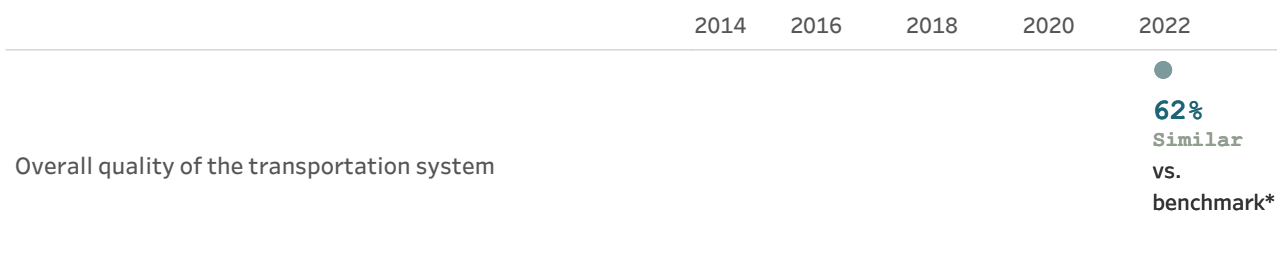 2014 2016 2018 2020 2022
62%
Similar
Overall quality of the transportation system
vs.
benchmark*